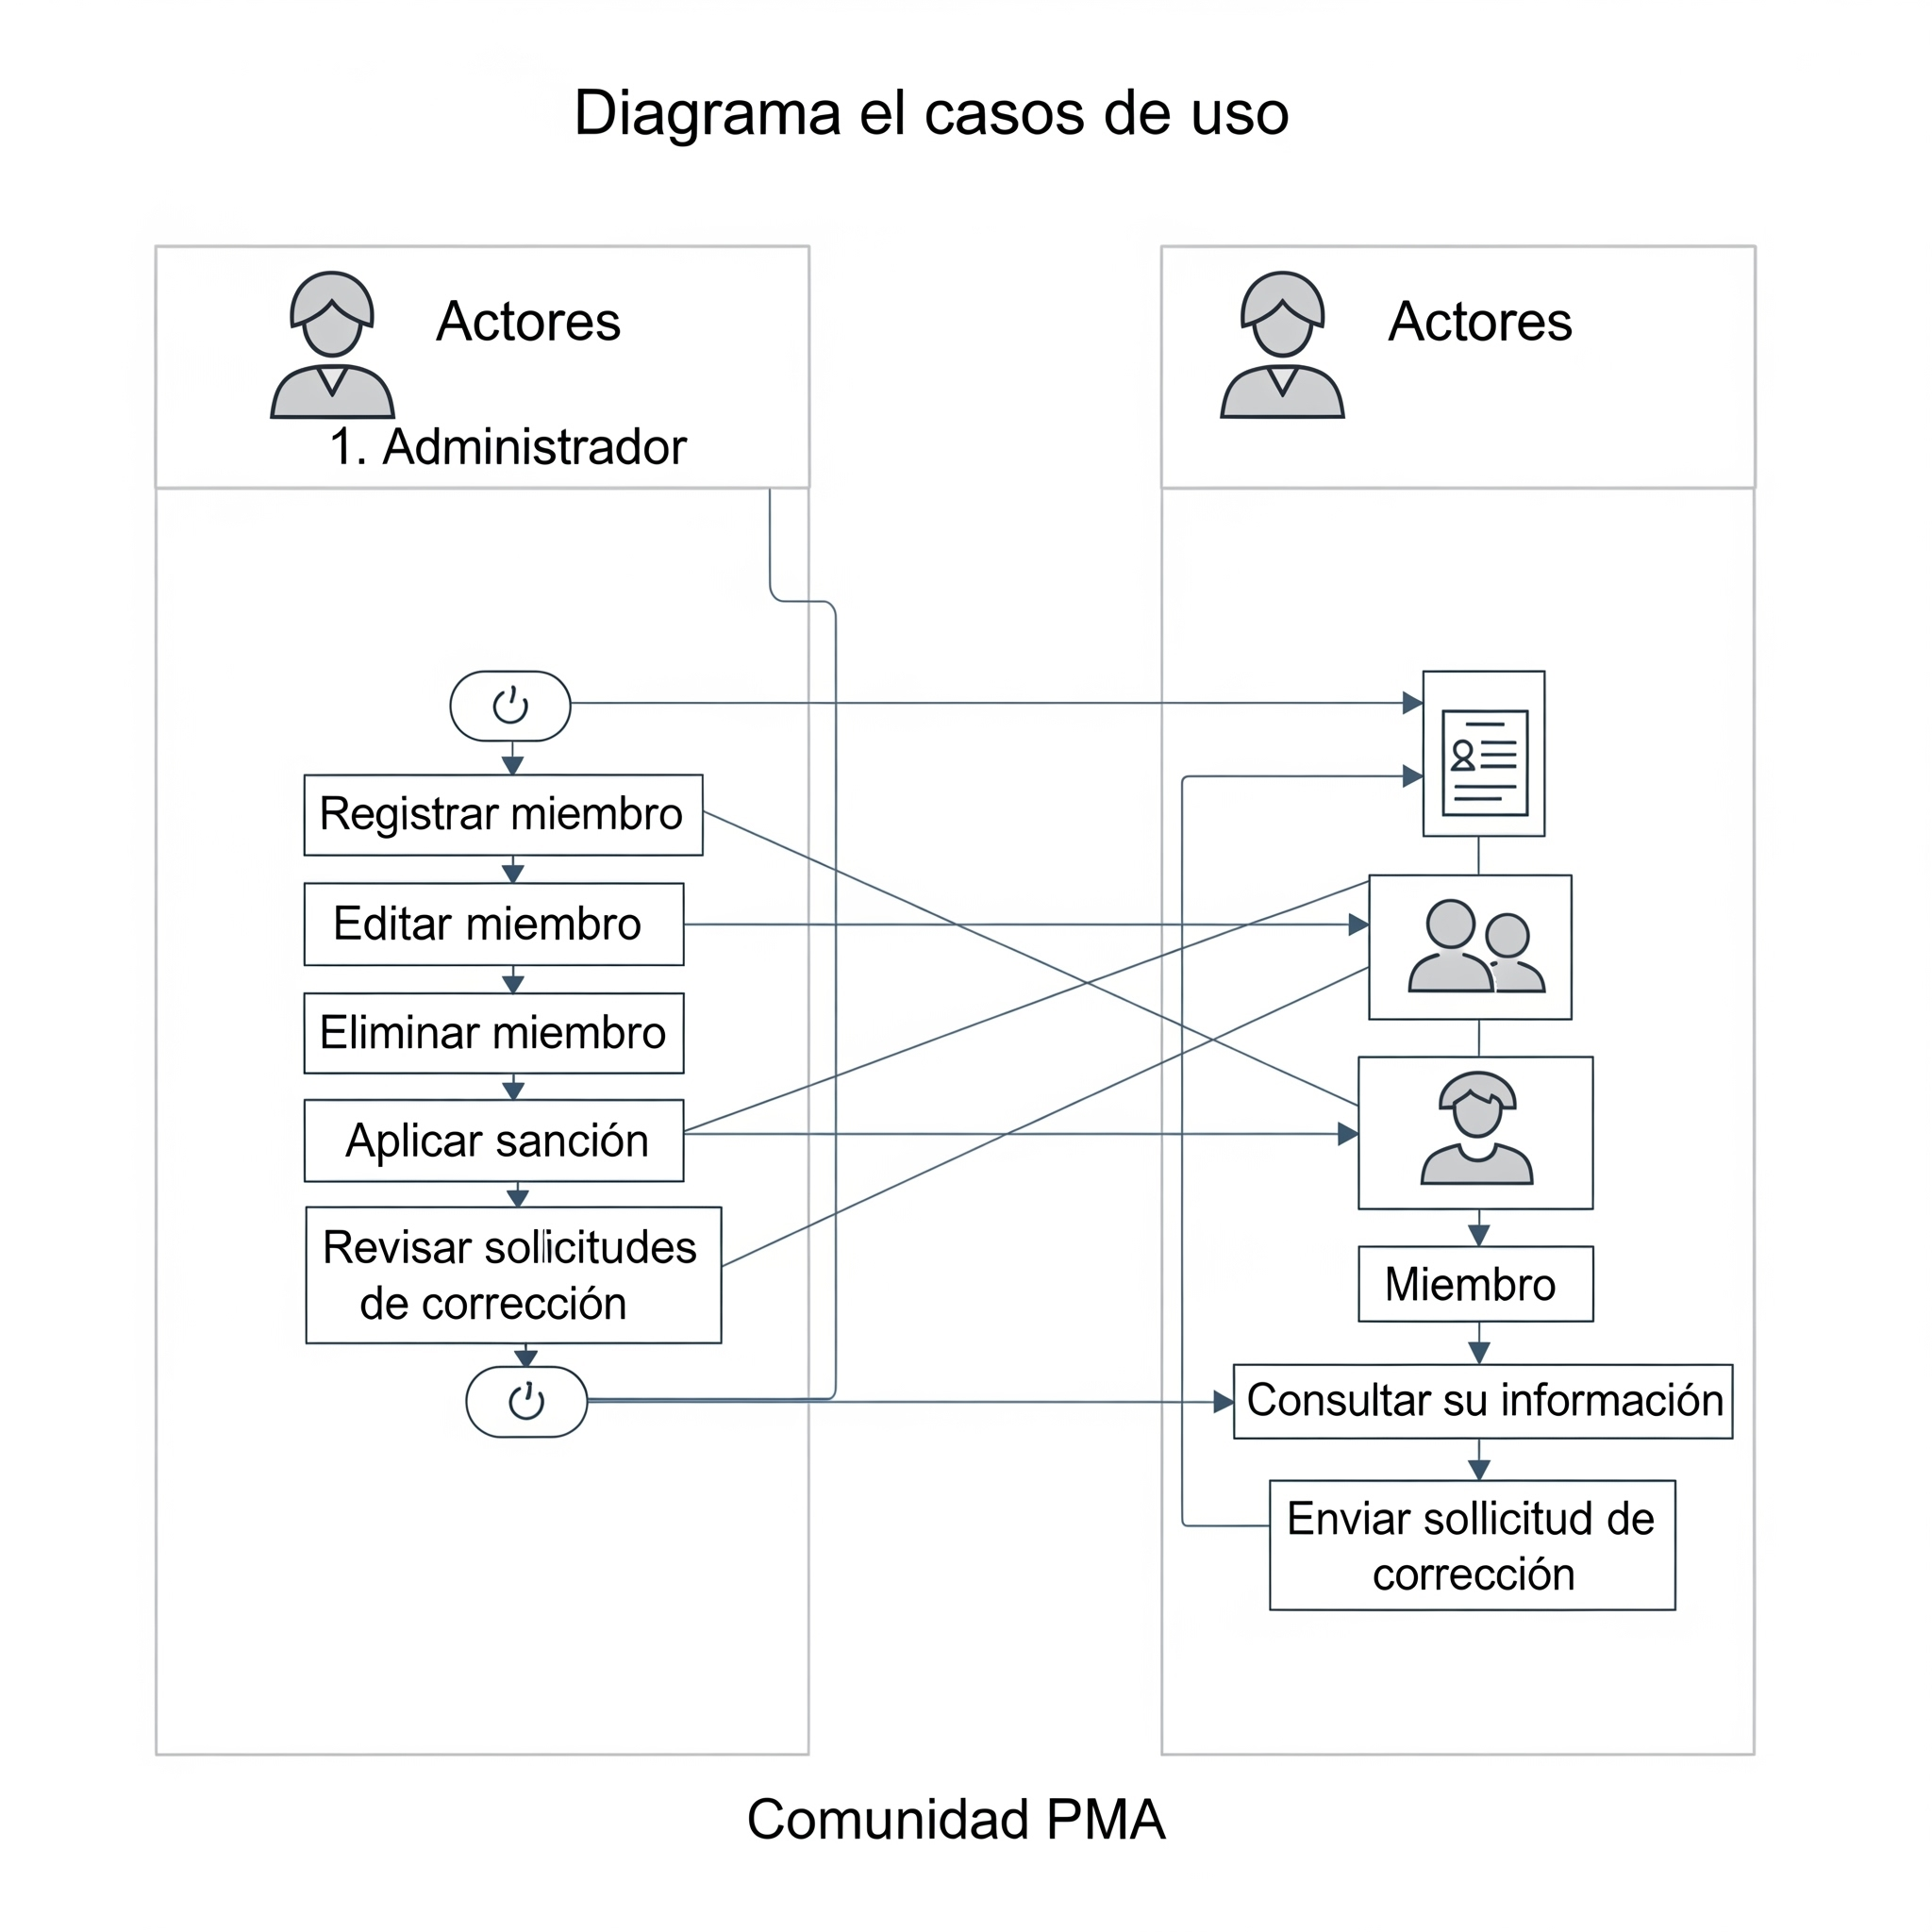 Diagrama el casos de uso
Actores
1. Administrador
Registrar miembro
Editar miembro
Eliminar miembro
Aplicar sanción
Revisar sollicitudes
de corrección
Actores
Miembro
Consultar su información
Enviar sollicitud de
corrección
Comunidad PMA